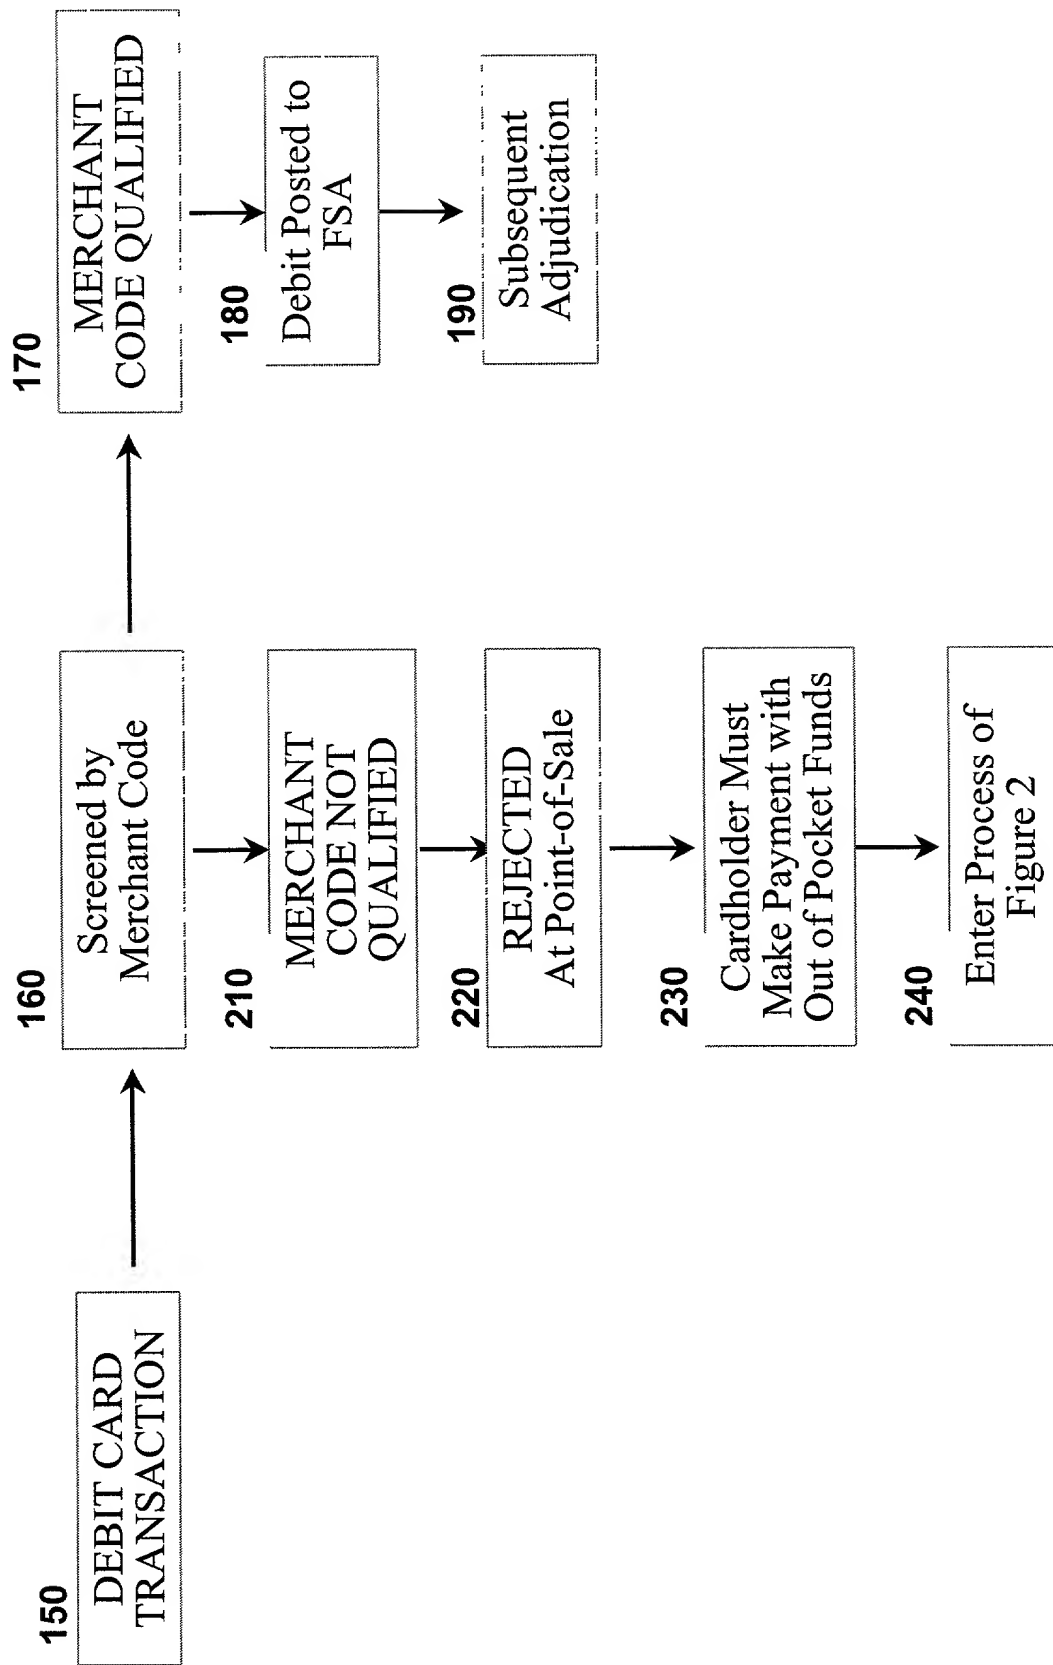 150
DEBIT CARD
TRANSACTION
160
Screened by
Merchant Code
170
MERCHANT
CODE QUALIFIED
180
Debit Posted to
FSA
190
Subsequent
Adjudication
210
MERCHANT
CODE NOT
QUALIFIED
220
REJECTED
At Point-of-Sale
230
Cardholder Must
Make Payment with
Out of Pocket Funds
240
Enter Process of
Figure 2